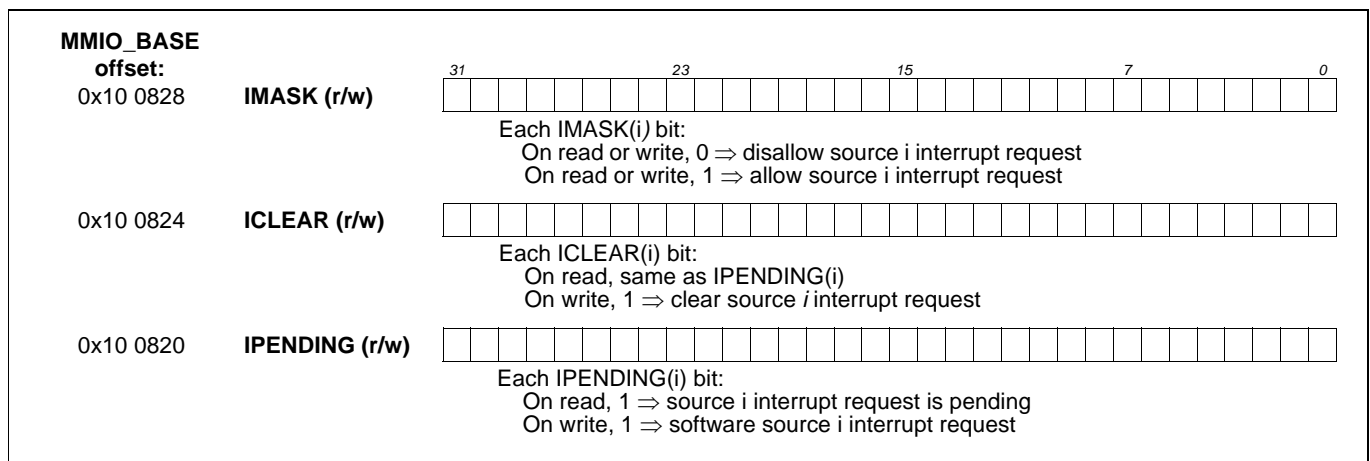 MMIO_BASE
offset:
31 23 15 7 0
0x10 0828 IMASK (r/w)
Each IMASK(i) bit:
On read or write, 0 ⇒ disallow source i interrupt request
On read or write, 1 ⇒ allow source i interrupt request
0x10 0824 ICLEAR (r/w)
Each ICLEAR(i) bit:
On read, same as IPENDING(i)
On write, 1 ⇒ clear source i interrupt request
0x10 0820 IPENDING (r/w)
Each IPENDING(i) bit:
On read, 1 ⇒ source i interrupt request is pending
On write, 1 ⇒ software source i interrupt request